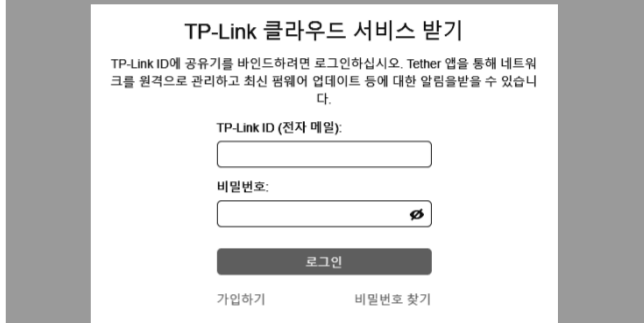 TP-Link 클라우드 서비스 받기
TP-Link ID에 공유기를 바인드하려면 로그인하십시오. Tether 앱을 통해 네트워
크를 원격으로 관리하고 최신 펌웨어 업데이트 등에 대한 알림을받을 수 있습니
다.
TP-Link ID (전자 메일):
비밀번호:
로그인
가입하기 비밀번호 찾기